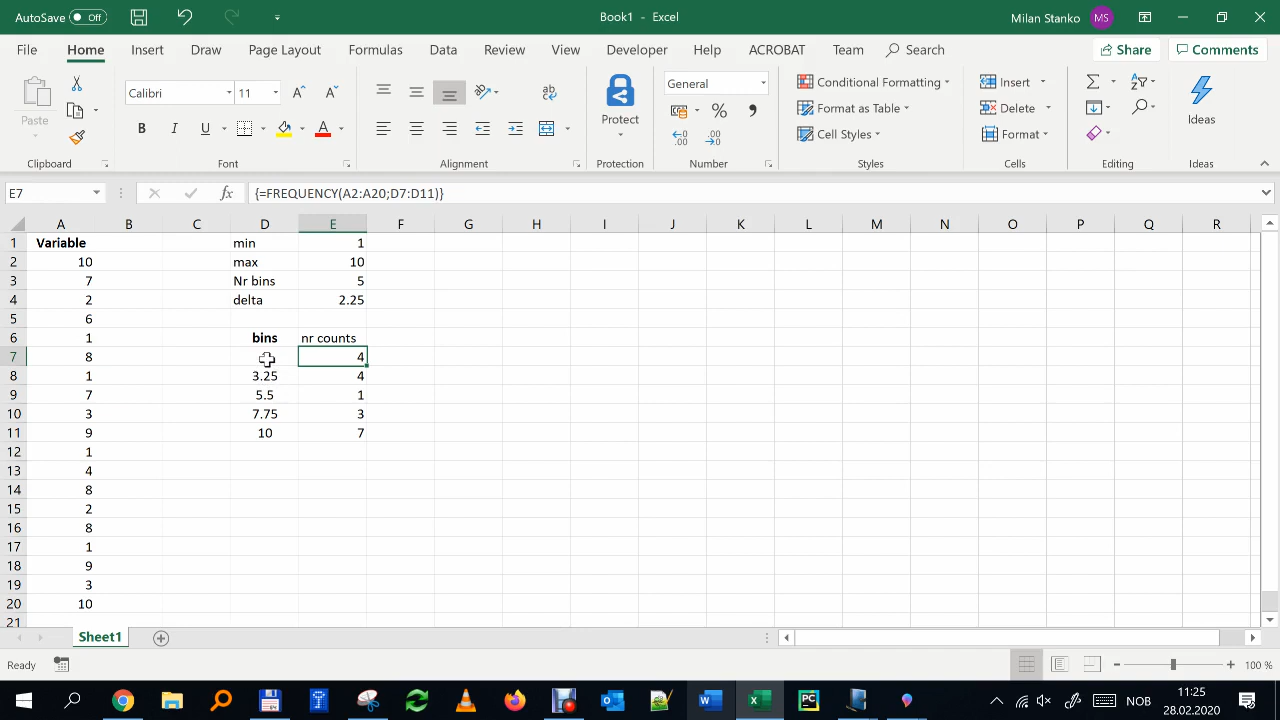 AutoSave Off Book1 - Excel Milan Stanko MS
File Home Insert Draw Page Layout Formulas Data Review View Developer Help ACROBAT Team Search Share Comments
Paste Calibri 11 B I U A General Protect Conditional Formatting Format as Table Cell Styles Insert Delete Format Ideas
Clipboard Font Alignment Protection Number Styles Cells Editing Ideas
E7 fx {=FREQUENCY(A2:A20;D7:D11)}
A B C D E F G H I J K L M N O P Q R
1 Variable min 1
2 10 max 10
3 7 Nr bins 5
4 2 delta 2.25
5 6
6 1 bins nr counts
7 8 4
8 1 3.25 4
9 7 5.5 1
10 3 7.75 3
11 9 10 7
12 1
13 4
14 8
15 2
16 8
17 1
18 9
19 3
20 10
21
Sheet1
Ready 100 %
NOB 11:25
28.02.2020